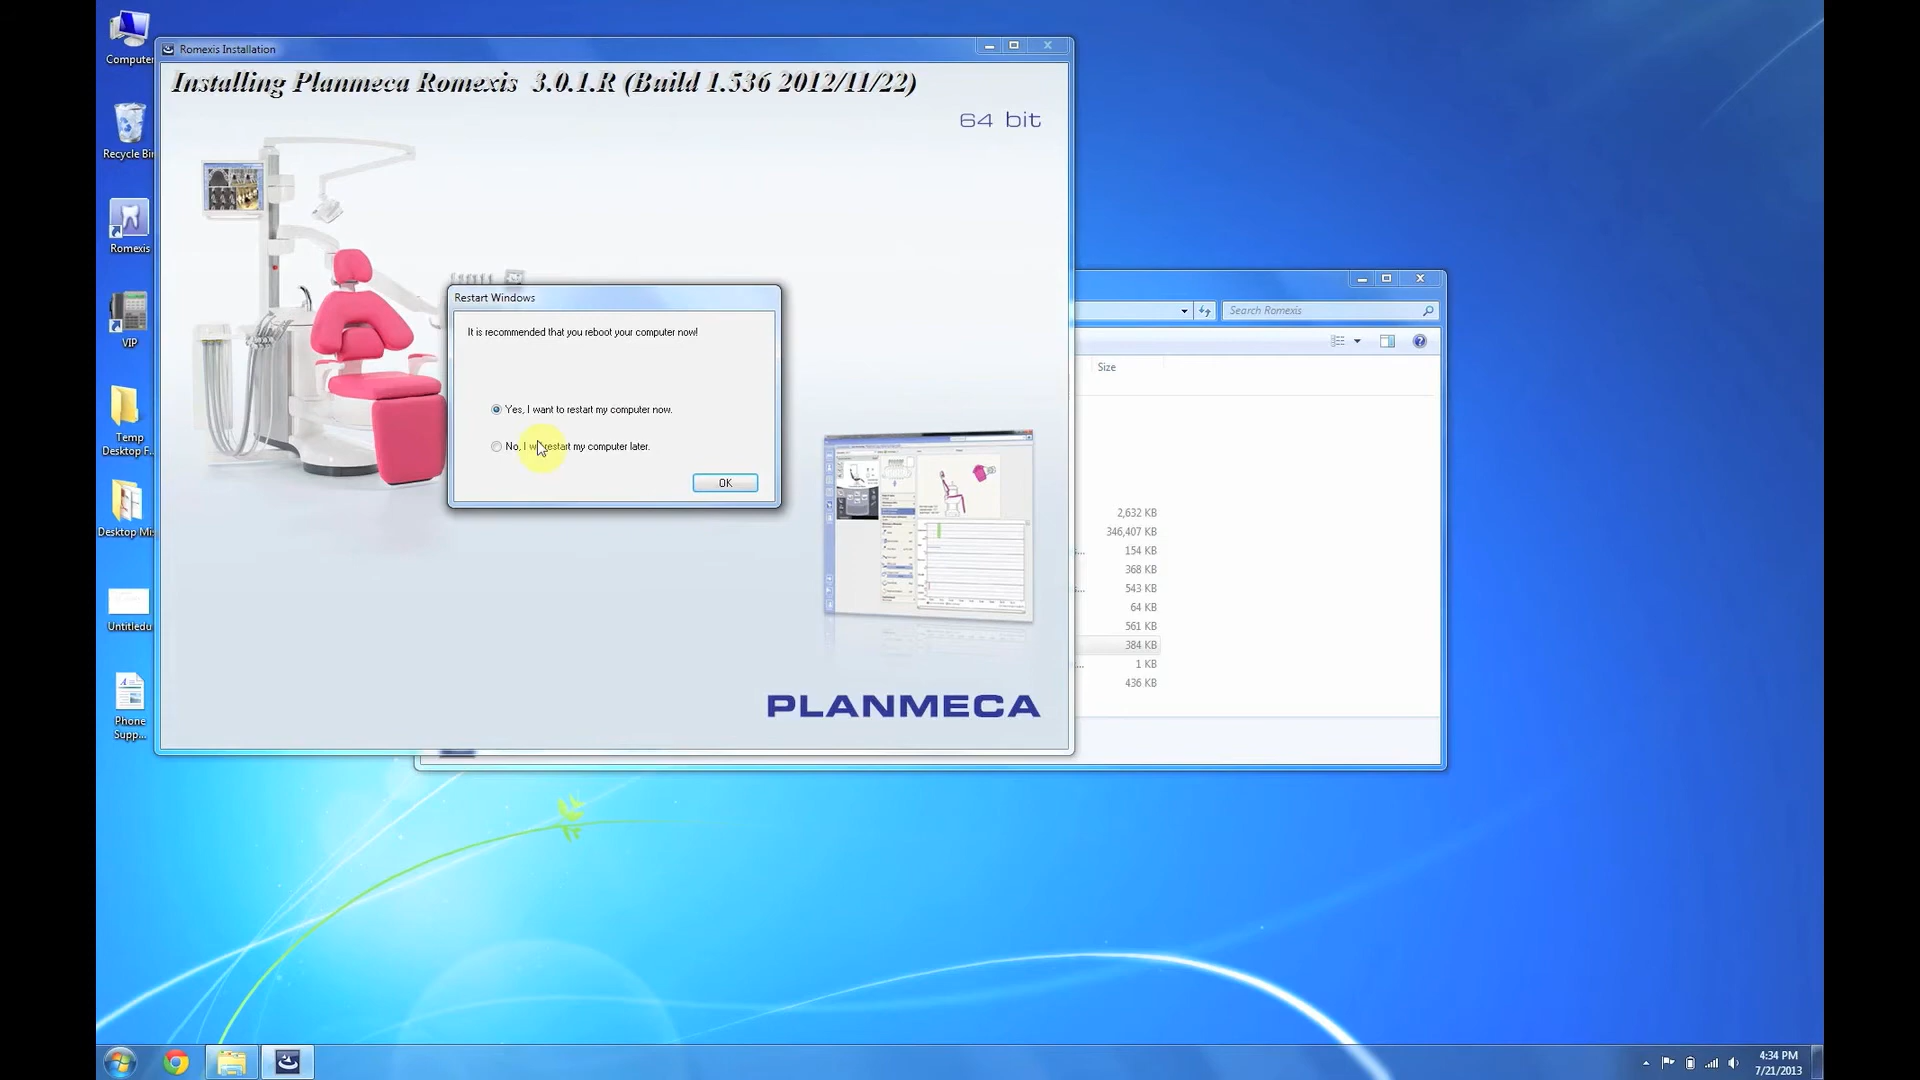 Computer
Recycle Bin
Romexis
VIP
Temp
Desktop F...
Desktop Mis
Untitledu
Phone
Supp...
Romexis Installation
Installing Planmeca Romexis 3.0.1.R (Build 1.536 2012/11/22)
64 bit
Restart Windows
It is recommended that you reboot your computer now!
Yes, I want to restart my computer now.
No, I restart my computer later.
OK
PLANMECA
Search Romexis
Size
2,632 KB
346,407 KB
154 KB
368 KB
543 KB
64 KB
561 KB
384 KB
1 KB
436 KB
4:34 PM
7/21/2013